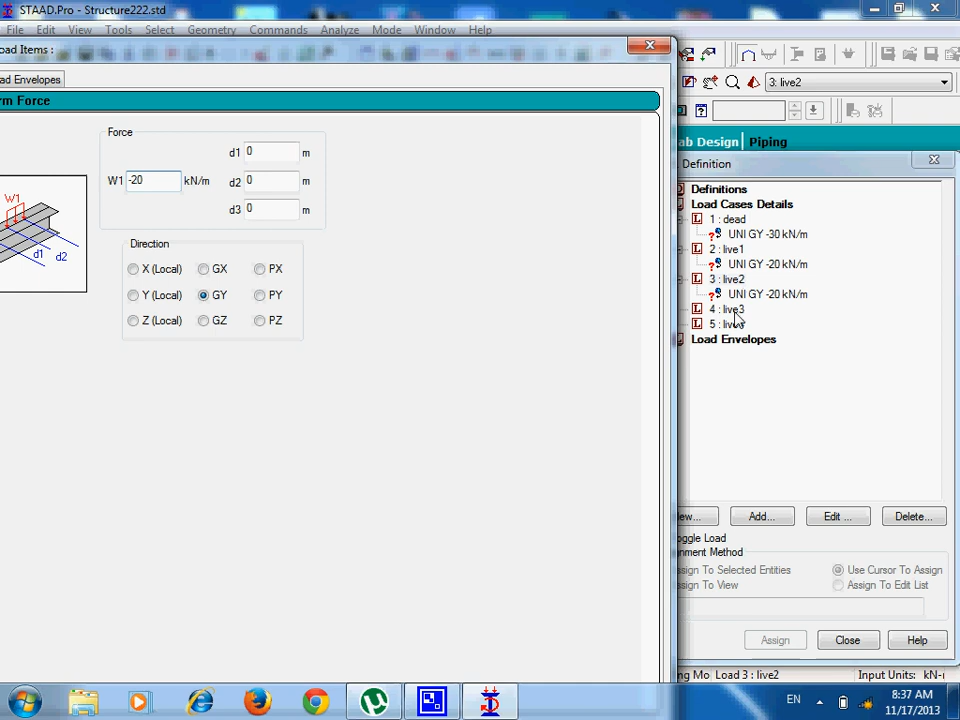 STAAD.Pro - Structure222.std
File Edit View Tools Select Geometry Commands Analyze Mode Window Help
oad Items :
3: live2
ad Envelopes
rm Force
ab Design Piping
Force
d1 0 m
W1 -20 kN/m
d2 0 m
d3 0 m
W1
d1 d2
Direction
X (Local) GX PX
Y (Local) GY PY
Z (Local) GZ PZ
Definition
Definitions
Load Cases Details
1 : dead
UNI GY -30 kN/m
2 : live1
UNI GY -20 kN/m
3 : live2
UNI GY -20 kN/m
4 : live3
5 :
Load Envelopes
ew... Add... Edit ... Delete...
oggle Load
nment Method
ssign To Selected Entities Use Cursor To Assign
ssign To View Assign To Edit List
Assign Close Help
ng Mo Load 3 : live2 Input Units: kN-
EN
8:37 AM
11/17/2013